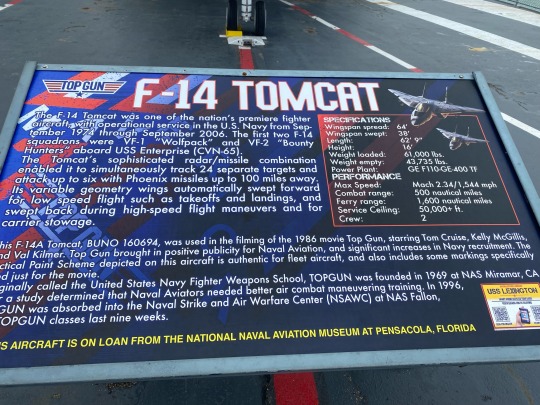 TOPGUN
F-14 TOMCAT
The F-14 Tomcat was one of the nation's premiere fighter
aircraft, with operational service in the U.S. Navy from Sep-
tember 1974 through September 2006. The first two F-14
squadrons were VF-1 "Wolfpack" and VF-2 "Bounty
Hunters" aboard USS Enterprise (CVN-65).
The Tomcat's sophisticated radar/missile combination
enabled it to simultaneously track 24 separate targets and
attack up to six with Phoenix missiles up to 100 miles away.
Its variable geometry wings automatically swept forward
for low speed flight such as takeoffs and landings, and
swept back during high-speed flight maneuvers and for
carrier stowage.
SPECIFICATIONS
Wingspan spread: 64'
Wingspan swept: 38'
Length: 62' 9"
Height: 16'
Weight loaded: 61,000 lbs.
Weight empty: 43,735 lbs.
Power Plant: GE F110-GE-400 TF
PERFORMANCE
Max Speed: Mach 2.34/1,544 mph
Combat range: 500 nautical miles
Ferry range: 1,600 nautical miles
Service Ceiling: 50,000+ ft.
Crew: 2
his F-14A Tomcat, BUNO 160694, was used in the filming of the 1986 movie Top Gun, starring Tom Cruise, Kelly McGillis,
nd Val Kilmer. Top Gun brought in positive publicity for Naval Aviation, and significant increases in Navy recruitment. The
actical Paint Scheme depicted on this aircraft is authentic for fleet aircraft, and also includes some markings specifically
d just for the movie.
ginally called the United States Navy Fighter Weapons School, TOPGUN was founded in 1969 at NAS Miramar, CA
r a study determined that Naval Aviators needed better air combat maneuvering training. In 1996,
GUN was absorbed into the Naval Strike and Air Warfare Center (NSAWC) at NAS Fallon,
TOPGUN classes last nine weeks.
USS LEXINGTON
IS AIRCRAFT IS ON LOAN FROM THE NATIONAL NAVAL AVIATION MUSEUM AT PENSACOLA, FLORIDA